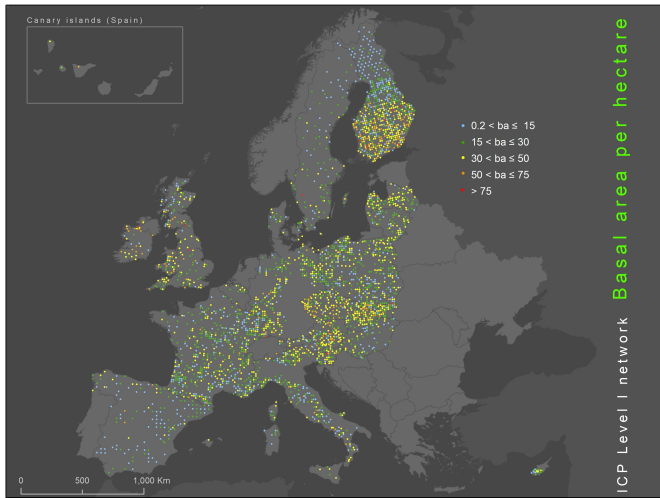 Canary islands (Spain)
0.2 < ba ≤ 15
15 < ba ≤ 30
30 < ba ≤ 50
50 < ba ≤ 75
> 75
ICP Level I network Basal area per hectare
0 500 1,000 Km